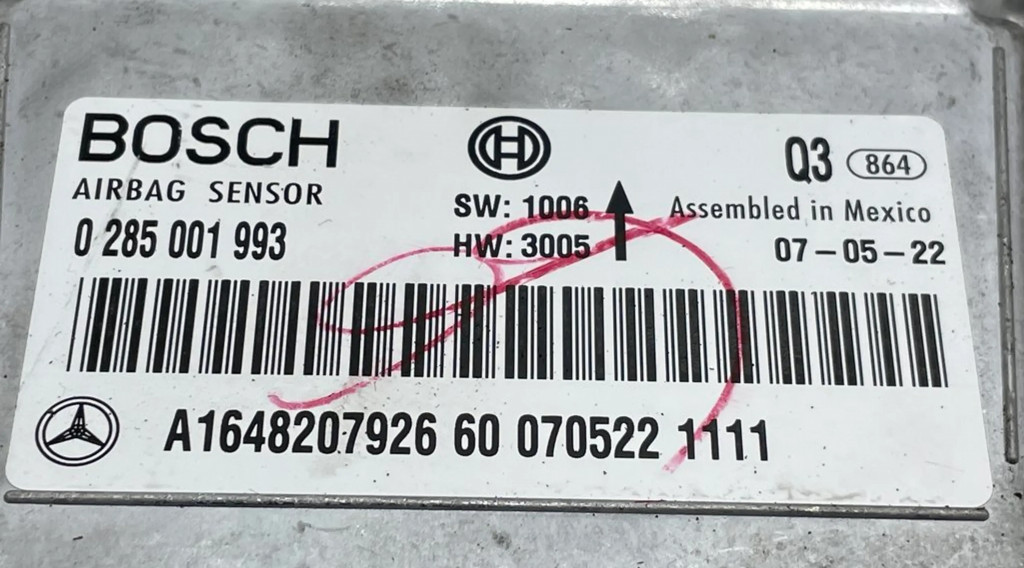 BOSCH
AIRBAG SENSOR
0 285 001 993
SW: 1006
HW: 3005
Q3 864
Assembled in Mexico
07-05-22
A1648207926 60 070522 1111